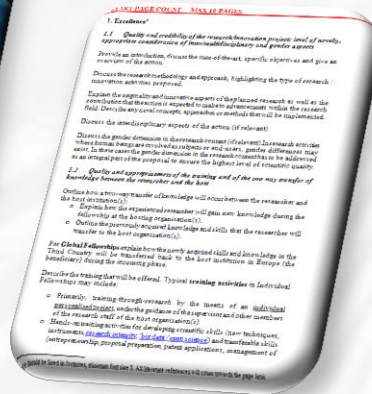 START PAGE COUNT – MAX 10 PAGES
1. Excellence
1.1 Quality and credibility of the research/innovation project; level of novelty,
appropriate consideration of inter/multidisciplinary and gender aspects
Provide an introduction, discuss the state-of-the-art, specific objectives and give an
overview of the action.
Discuss the research methodology and approach, highlighting the type of research /
innovation activities proposed.
Explain the originality and innovative aspects of the planned research as well as the
contribution that the action is expected to make to advancements within the research
field. Describe any novel concepts, approaches or methods that will be implemented.
Discuss the interdisciplinary aspects of the action (if relevant)
Discuss the gender dimension in the research content (if relevant) In research activities
where human beings are involved as subjects or end-users, gender differences may
exist. In these cases the gender dimension in the research content has to be addressed
as an integral part of the proposal to ensure the highest level of scientific quality.
1.2 Quality and appropriateness of the training and of the two way transfer of
knowledge between the researcher and the host
Outline how a two-way transfer of knowledge will occur between the researcher and
the host institution(s):
o Explain how the experienced researcher will gain new knowledge during the
fellowship at the hosting organisation(s).
o Outline the previously acquired knowledge and skills that the researcher will
transfer to the host organisation(s).
For Global Fellowships explain how the newly acquired skills and knowledge in the
Third Country will be transferred back to the host institution in Europe (the
beneficiary) during the incoming phase.
Describe the training that will be offered. Typical training activities in Individual
Fellowships may include:
o Primarily, training-through-research by the means of an individual
personalised project, under the guidance of the supervisor and other members
of the research staff of the host organisation(s)
o Hands-on training activities for developing scientific skills (new techniques,
instruments, research integrity, 'big data'/'open science') and transferable skills
(entrepreneurship, proposal preparation, patent applications, management of
should be listed in footnotes, All literature references will count towards the page limit.